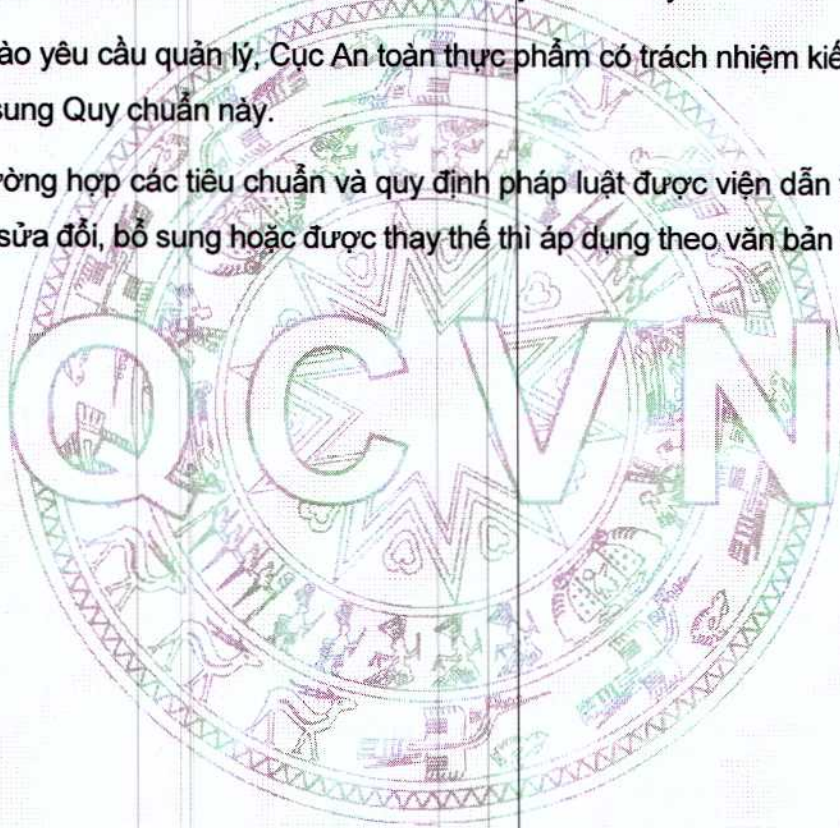 ào yêu cầu quản lý, Cục An toàn thực phẩm có trách nhiệm kiế
sung Quy chuẩn này.
ường hợp các tiêu chuẩn và quy định pháp luật được viện dẫn
sửa đổi, bổ sung hoặc được thay thế thì áp dụng theo văn bản
QCVN